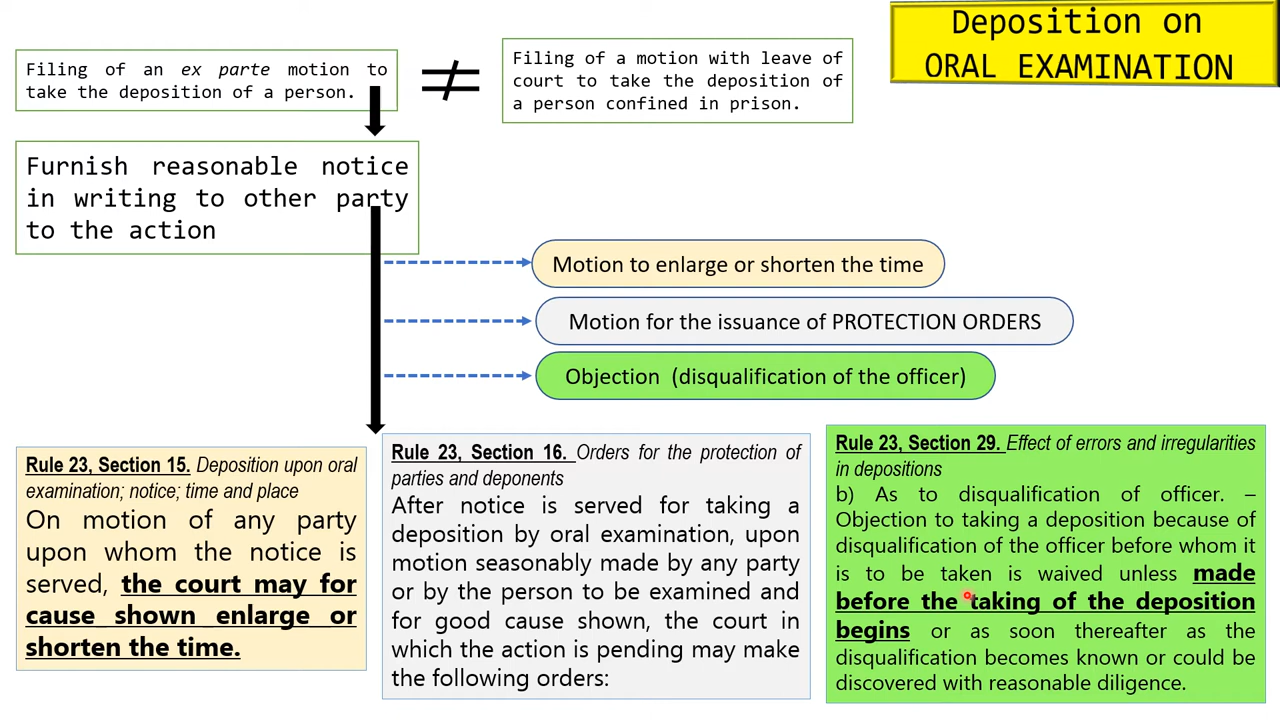 Deposition on
ORAL EXAMINATION
Filing of an ex parte motion to
take the deposition of a person.
≠
Filing of a motion with leave of
court to take the deposition of
a person confined in prison.
Furnish reasonable notice
in writing to other party
to the action
Motion to enlarge or shorten the time
Motion for the issuance of PROTECTION ORDERS
Objection (disqualification of the officer)
Rule 23, Section 15. Deposition upon oral
examination; notice; time and place
On motion of any party
upon whom the notice is
served, the court may for
cause shown enlarge or
shorten the time.
Rule 23, Section 16. Orders for the protection of
parties and deponents
After notice is served for taking a
deposition by oral examination, upon
motion seasonably made by any party
or by the person to be examined and
for good cause shown, the court in
which the action is pending may make
the following orders:
Rule 23, Section 29. Effect of errors and irregularities
in depositions
b) As to disqualification of officer. –
Objection to taking a deposition because of
disqualification of the officer before whom it
is to be taken is waived unless made
before the taking of the deposition
begins or as soon thereafter as the
disqualification becomes known or could be
discovered with reasonable diligence.